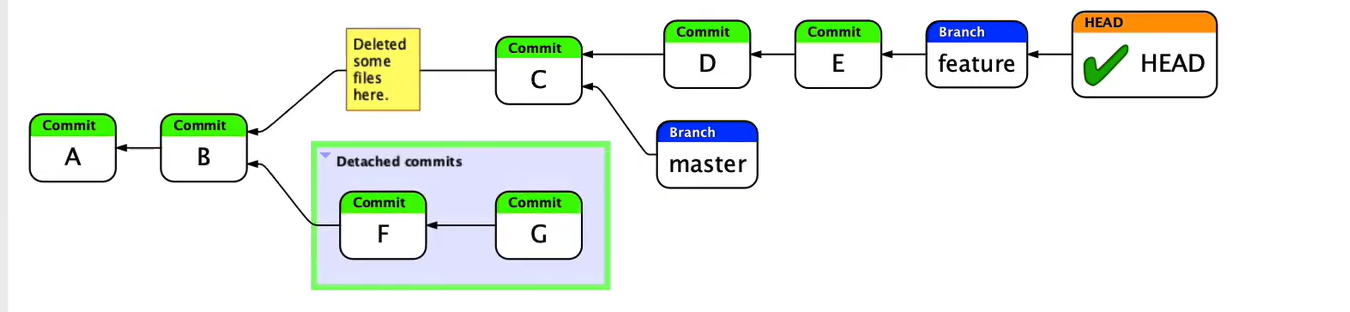 Commit
A
Commit
B
Deleted
some
files
here.
Commit
C
Commit
D
Commit
E
Branch
feature
HEAD
HEAD
Branch
master
Detached commits
Commit
F
Commit
G